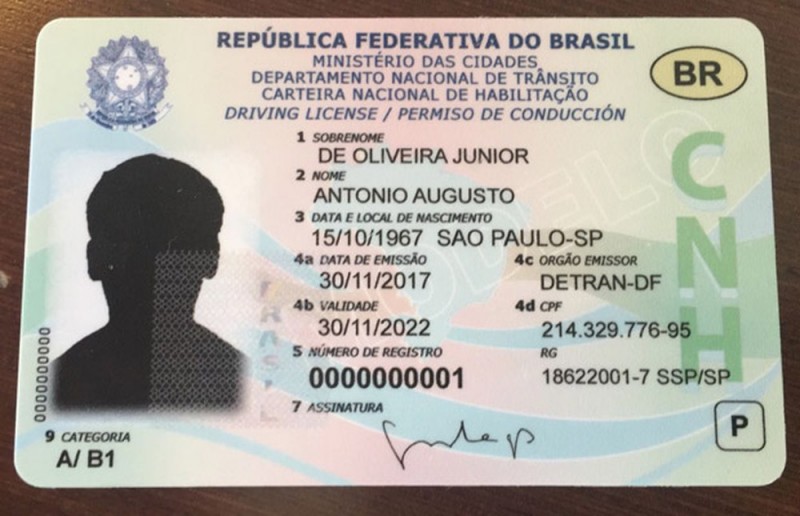 REPÚBLICA FEDERATIVA DO BRASIL
MINISTÉRIO DAS CIDADES
DEPARTAMENTO NACIONAL DE TRÂNSITO
CARTEIRA NACIONAL DE HABILITAÇÃO
DRIVING LICENSE / PERMISO DE CONDUCCIÓN
BR
CNH
1 SOBRENOME
DE OLIVEIRA JUNIOR
2 NOME
ANTONIO AUGUSTO
3 DATA E LOCAL DE NASCIMENTO
15/10/1967 SAO PAULO-SP
4a DATA DE EMISSÃO 4c ORGÃO EMISSOR
30/11/2017 DETRAN-DF
4b VALIDADE 4d CPF
30/11/2022 214.329.776-95
5 NÚMERO DE REGISTRO RG
0000000001 18622001-7 SSP/SP
7 ASSINATURA
P
0000000000
9 CATEGORIA
A/ B1
BRASIL
MODELO